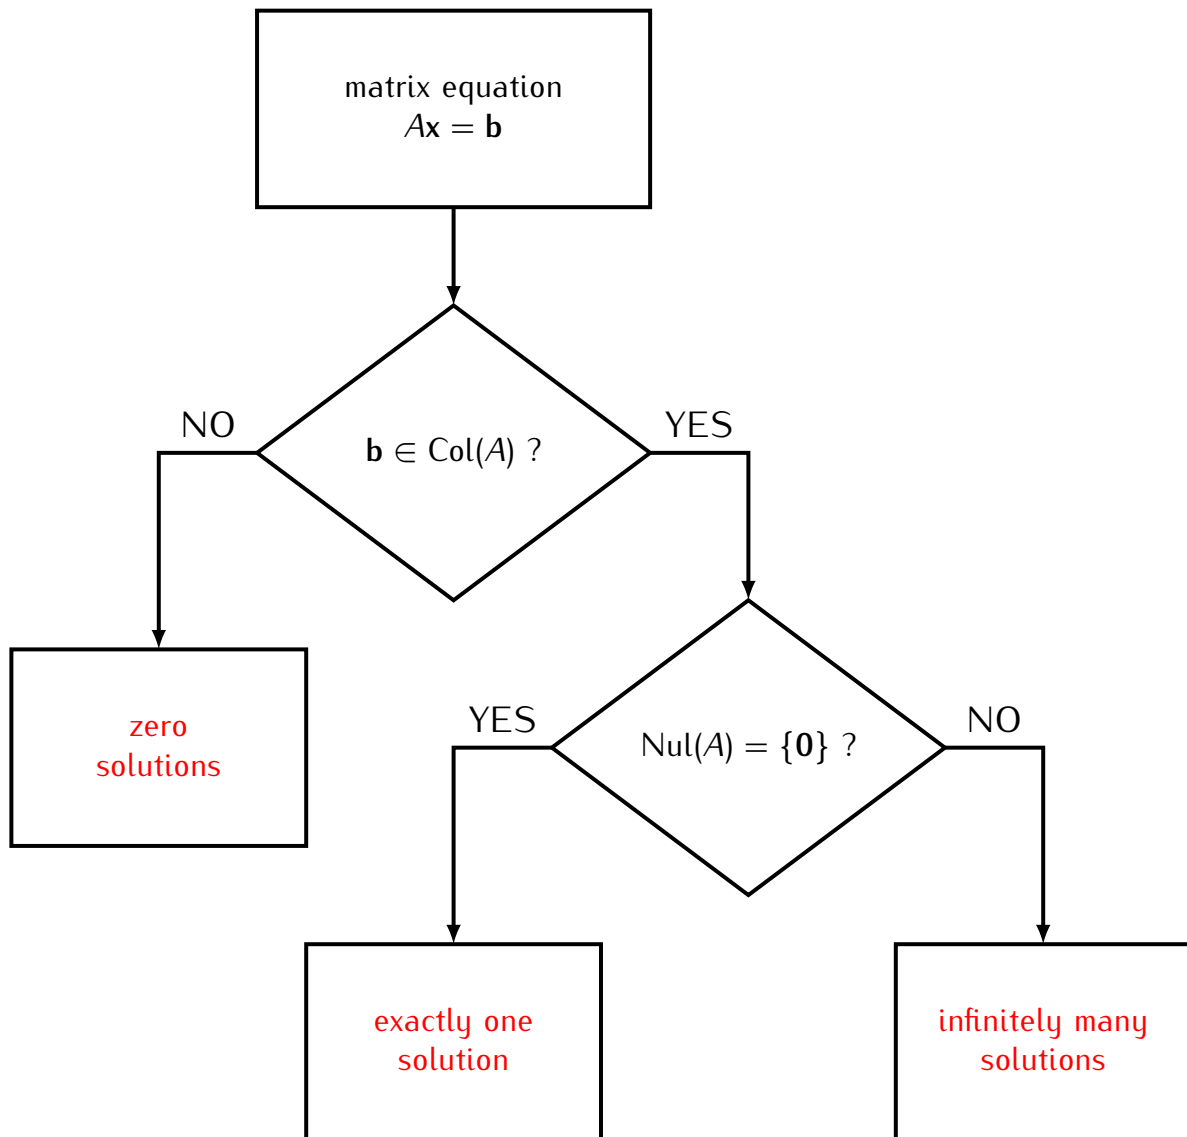 matrix equation
Ax = b
NO
YES
b ∈ Col(A) ?
zero
solutions
YES
NO
Nul(A) = {0} ?
exactly one
solution
infinitely many
solutions